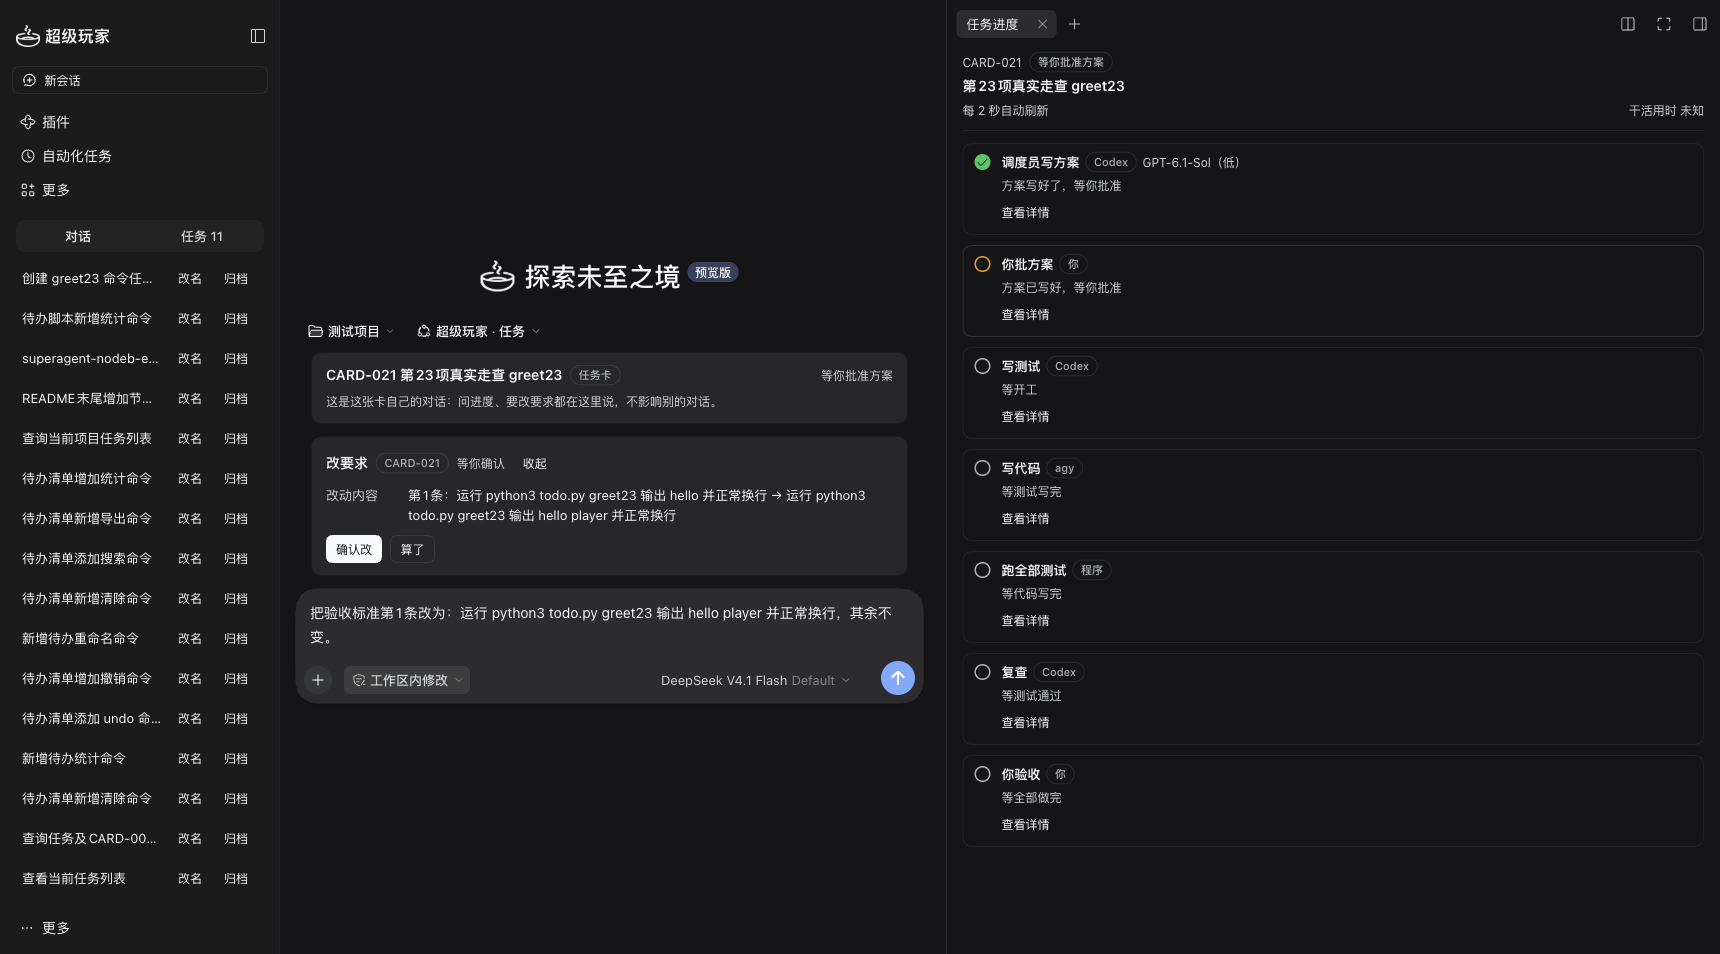 超级玩家
新会话
插件
自动化任务
更多
对话 任务 11
创建 greet23 命令任... 改名 归档
待办脚本新增统计命令 改名 归档
superagent-nodeb-e... 改名 归档
README 末尾增加节... 改名 归档
查询当前项目任务列表 改名 归档
待办清单增加统计命令 改名 归档
待办清单新增导出命令 改名 归档
待办清单添加搜索命令 改名 归档
待办清单新增清除命令 改名 归档
新增待办重命名命令 改名 归档
待办清单增加撤销命令 改名 归档
待办清单添加 undo 命... 改名 归档
新增待办统计命令 改名 归档
待办清单新增清除命令 改名 归档
查询任务及 CARD-00... 改名 归档
查看当前任务列表 改名 归档
... 更多
探索未至之境 预览版
测试项目 超级玩家 · 任务
CARD-021 第23项真实走查 greet23 任务卡 等你批准方案
这是这张卡自己的对话：问进度、要改要求都在这里说，不影响别的对话。
改要求 CARD-021 等你确认 收起
改动内容 第1条：运行 python3 todo.py greet23 输出 hello 并正常换行 → 运行 python3
todo.py greet23 输出 hello player 并正常换行
确认改 算了
把验收标准第1条改为：运行 python3 todo.py greet23 输出 hello player 并正常换行，其余不
变。
工作区内修改 DeepSeek V4.1 Flash Default
任务进度
CARD-021 等你批准方案
第23项真实走查 greet23
每 2 秒自动刷新 干活用时 未知
调度员写方案 Codex GPT-6.1-Sol（低）
方案写好了，等你批准
查看详情
你批方案 你
方案已写好，等你批准
查看详情
写测试 Codex
等开工
查看详情
写代码 agy
等测试写完
查看详情
跑全部测试 程序
等代码写完
查看详情
复查 Codex
等测试通过
查看详情
你验收 你
等全部做完
查看详情